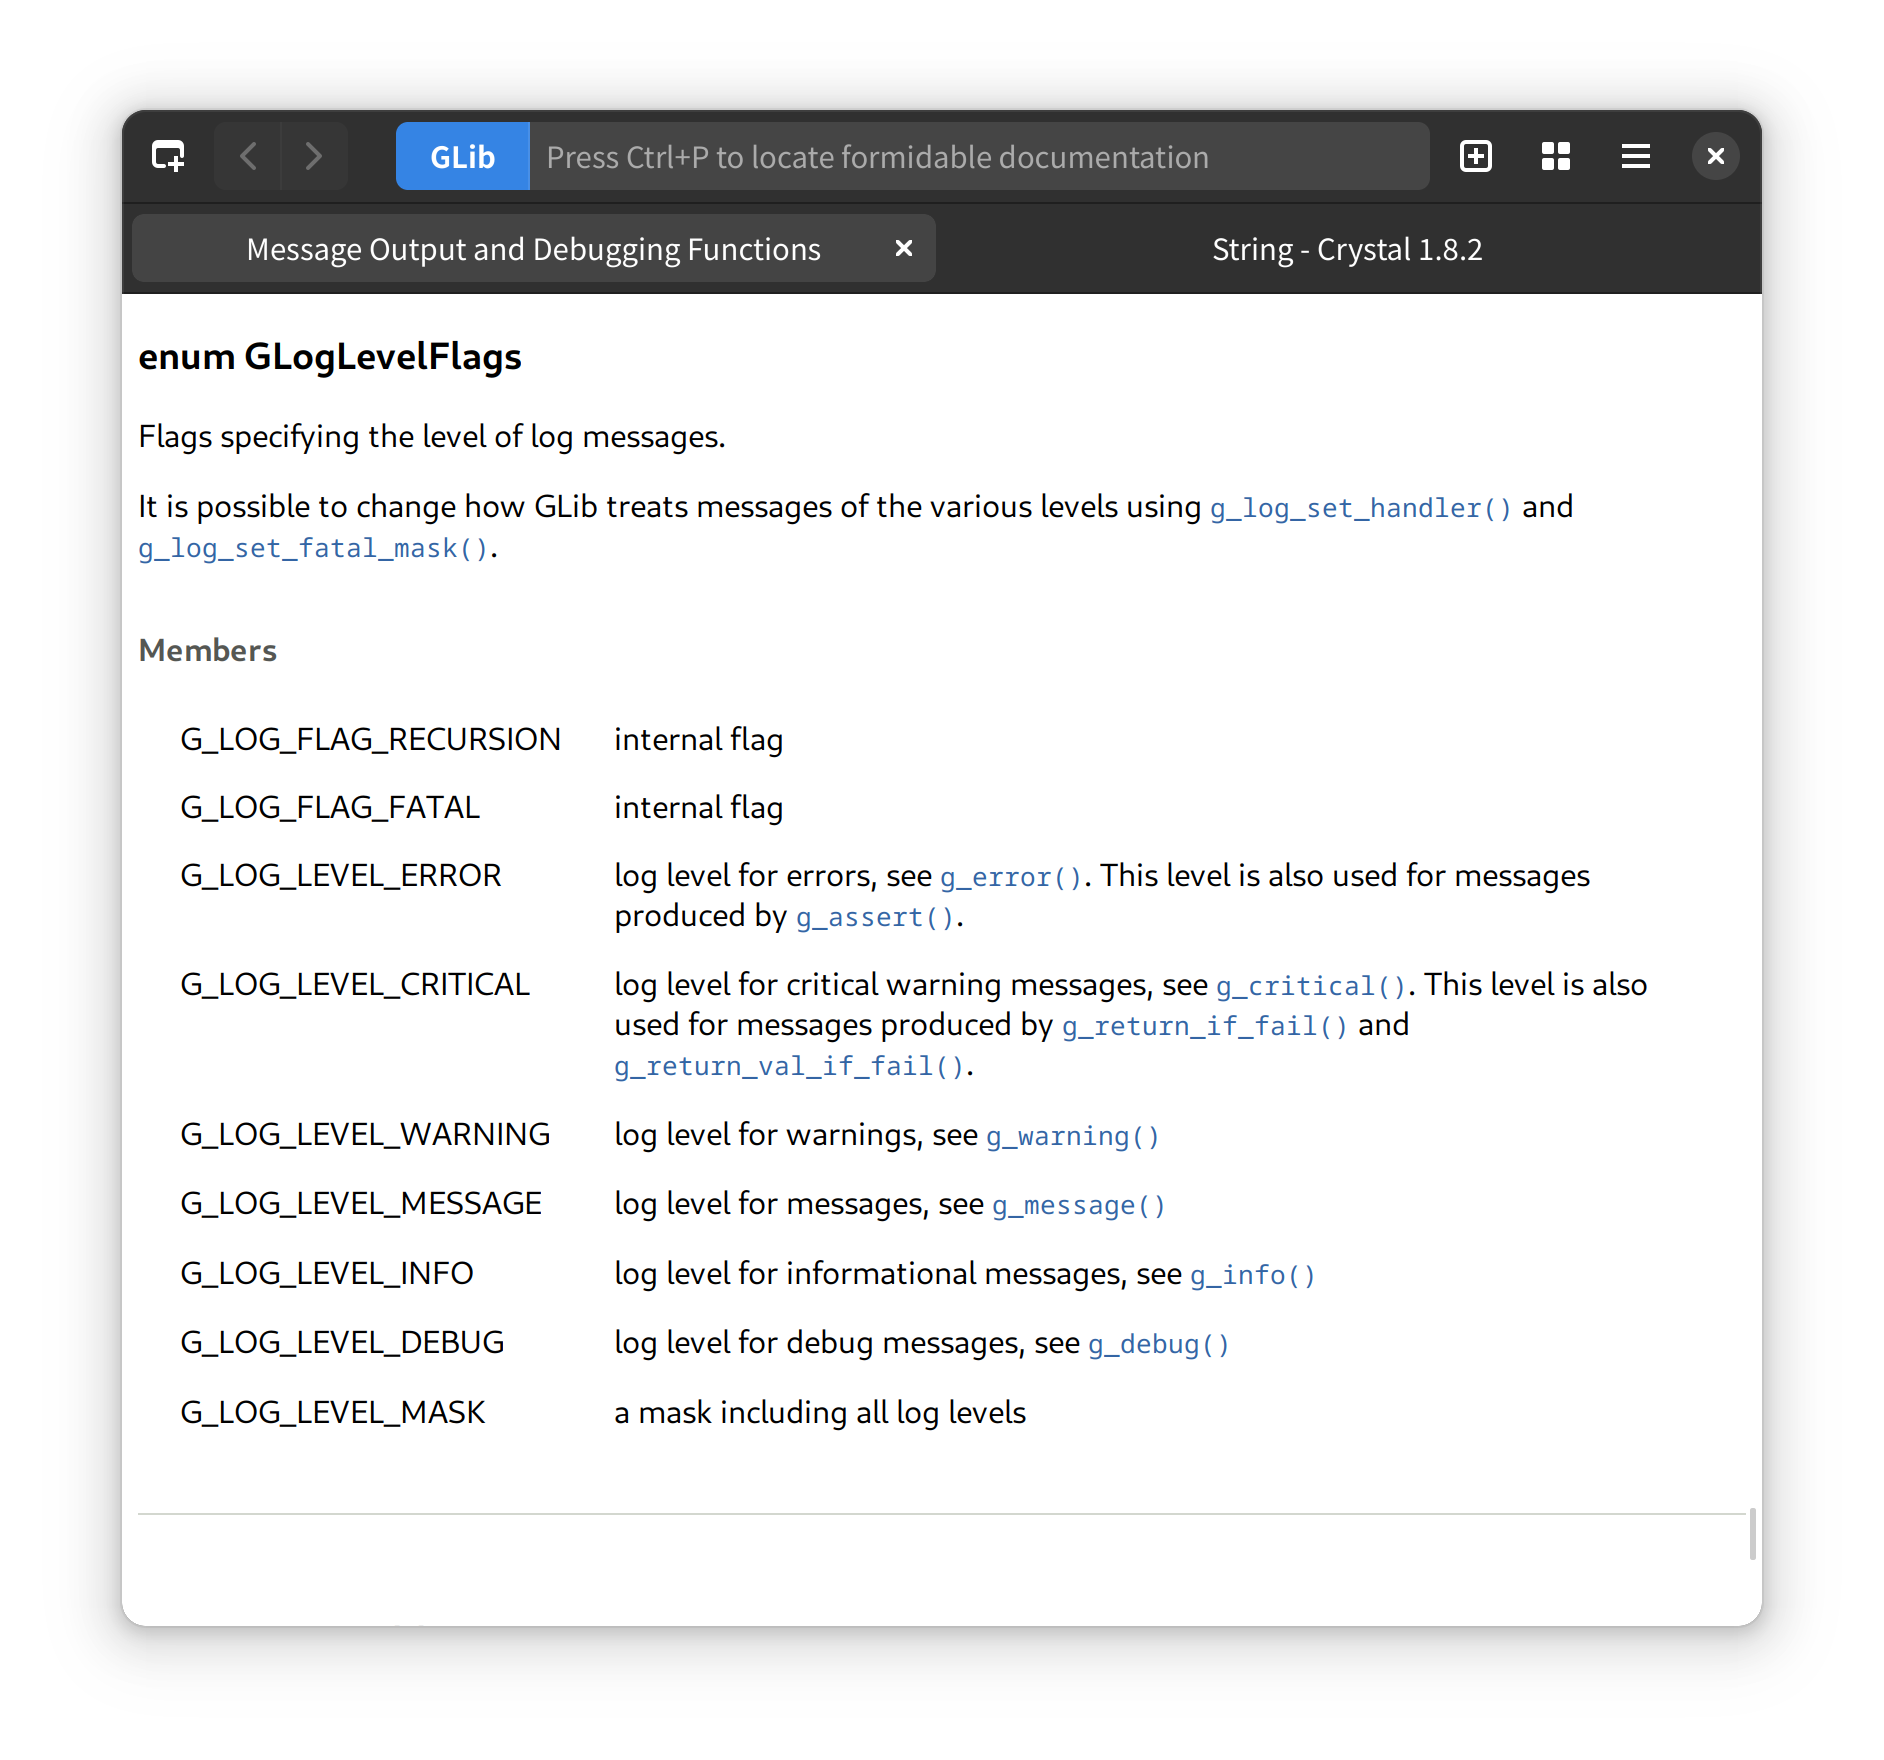 GLib Press Ctrl+P to locate formidable documentation
Message Output and Debugging Functions
String - Crystal 1.8.2
enum GLogLevelFlags
Flags specifying the level of log messages.
It is possible to change how GLib treats messages of the various levels using g_log_set_handler() and
g_log_set_fatal_mask().
Members
G_LOG_FLAG_RECURSION internal flag
G_LOG_FLAG_FATAL internal flag
G_LOG_LEVEL_ERROR log level for errors, see g_error(). This level is also used for messages
produced by g_assert().
G_LOG_LEVEL_CRITICAL log level for critical warning messages, see g_critical(). This level is also
used for messages produced by g_return_if_fail() and
g_return_val_if_fail().
G_LOG_LEVEL_WARNING log level for warnings, see g_warning()
G_LOG_LEVEL_MESSAGE log level for messages, see g_message()
G_LOG_LEVEL_INFO log level for informational messages, see g_info()
G_LOG_LEVEL_DEBUG log level for debug messages, see g_debug()
G_LOG_LEVEL_MASK a mask including all log levels